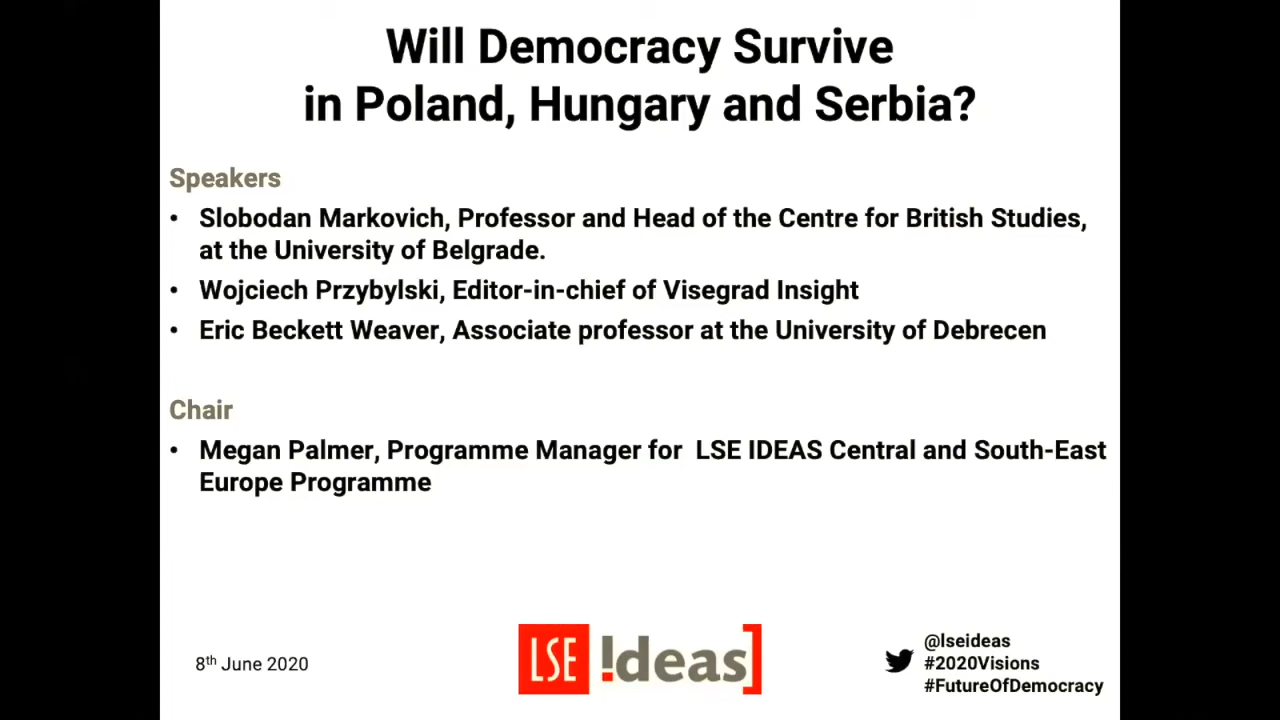 Will Democracy Survive
in Poland, Hungary and Serbia?
Speakers
• Slobodan Markovich, Professor and Head of the Centre for British Studies,
at the University of Belgrade.
• Wojciech Przybylski, Editor-in-chief of Visegrad Insight
• Eric Beckett Weaver, Associate professor at the University of Debrecen
Chair
• Megan Palmer, Programme Manager for  LSE IDEAS Central and South-East
Europe Programme
8th June 2020
LSE ideas]
@lseideas
#2020Visions
#FutureOfDemocracy